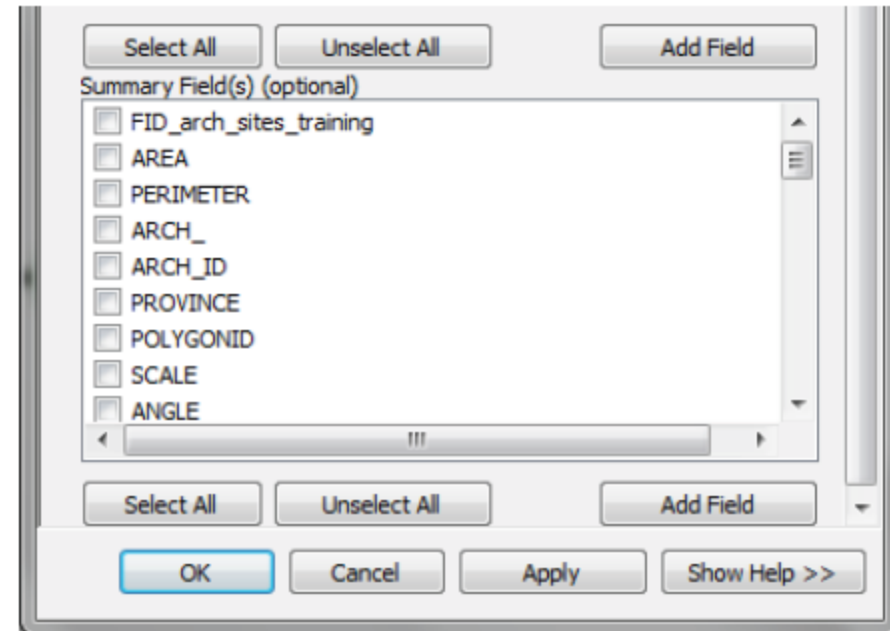 Select All Unselect All Add Field
Summary Field(s) (optional)
FID_arch_sites_training
AREA
PERIMETER
ARCH_
ARCH_ID
PROVINCE
POLYGONID
SCALE
ANGLE
Select All Unselect All Add Field
OK Cancel Apply Show Help >>